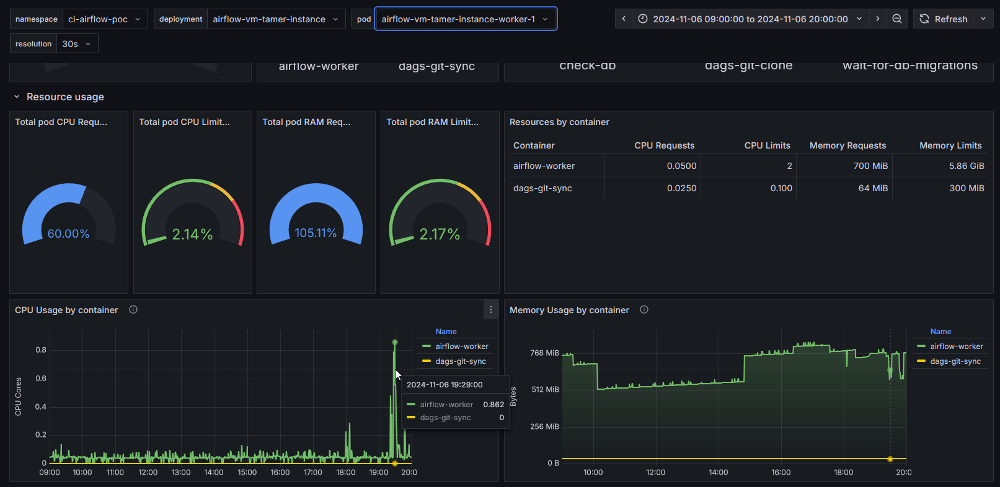 namespace ci-airflow-poc deployment airflow-vm-tamer-instance pod airflow-vm-tamer-instance-worker-1 2024-11-06 09:00:00 to 2024-11-06 20:00:00 Refresh
resolution 30s
airflow-worker dags-git-sync check-db dags-git-clone wait-for-db-migrations
Resource usage
Total pod CPU Requ... Total pod CPU Limit... Total pod RAM Req... Total pod RAM Limit... Resources by container
Container CPU Requests CPU Limits Memory Requests Memory Limits
airflow-worker 0.0500 2 700 MiB 5.86 GiB
dags-git-sync 0.0250 0.100 64 MiB 300 MiB
60.00% 2.14% 105.11% 2.17%
CPU Usage by container
Name
airflow-worker
dags-git-sync
CPU Cores
0.8
0.6
0.4
0.2
0
09:00 10:00 11:00 12:00 13:00 14:00 15:00 16:00 17:00 18:00 19:00 20:0
2024-11-06 19:29:00
airflow-worker 0.862
dags-git-sync 0
Memory Usage by container
Name
airflow-worker
dags-git-sync
Bytes
768 MiB
512 MiB
256 MiB
0 B
10:00 12:00 14:00 16:00 18:00 20:0